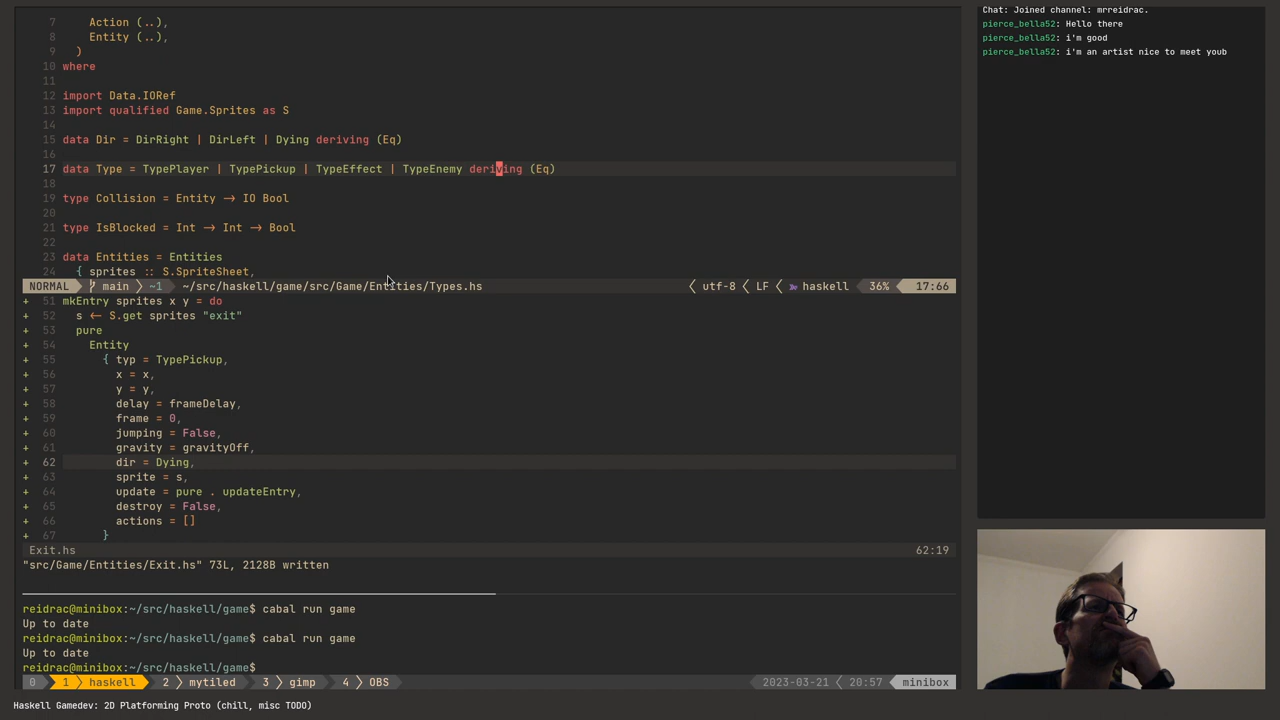 7 Action (..),
8 Entity (..),
9 )
10 where
11
12 import Data.IORef
13 import qualified Game.Sprites as S
14
15 data Dir = DirRight | DirLeft | Dying deriving (Eq)
16
17 data Type = TypePlayer | TypePickup | TypeEffect | TypeEnemy deriving (Eq)
18
19 type Collision = Entity → IO Bool
20
21 type IsBlocked = Int → Int → Bool
22
23 data Entities = Entities
24 { sprites :: S.SpriteSheet,
NORMAL main ~1 ~/src/haskell/game/src/Game/Entities/Types.hs utf-8 LF haskell 36% 17:66
+ 51 mkEntry sprites x y = do
+ 52 s ← S.get sprites "exit"
+ 53 pure
+ 54 Entity
+ 55 { typ = TypePickup,
+ 56 x = x,
+ 57 y = y,
+ 58 delay = frameDelay,
+ 59 frame = 0,
+ 60 jumping = False,
+ 61 gravity = gravityOff,
+ 62 dir = Dying,
+ 63 sprite = s,
+ 64 update = pure . updateEntry,
+ 65 destroy = False,
+ 66 actions = []
+ 67 }
Exit.hs 62:19
"src/Game/Entities/Exit.hs" 73L, 2128B written
reidrac@minibox:~/src/haskell/game$ cabal run game
Up to date
reidrac@minibox:~/src/haskell/game$ cabal run game
Up to date
reidrac@minibox:~/src/haskell/game$
0 1 haskell 2 mytiled 3 gimp 4 OBS 2023-03-21 20:57 minibox
Haskell Gamedev: 2D Platforming Proto (chill, misc TODO)
Chat: Joined channel: mrreidrac.
pierce_bella52: Hello there
pierce_bella52: i'm good
pierce_bella52: i'm an artist nice to meet youb